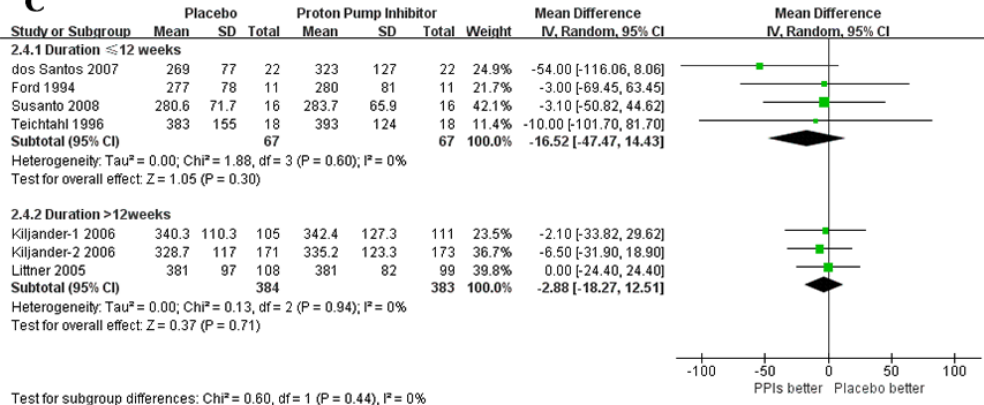 C
Placebo Proton Pump Inhibitor Mean Difference Mean Difference
Study or Subgroup Mean SD Total Mean SD Total Weight IV, Random, 95% CI IV, Random, 95% CI
2.4.1 Duration ≤12 weeks
dos Santos 2007 269 77 22 323 127 22 24.9% -54.00 [-116.06, 8.06]
Ford 1994 277 78 11 280 81 11 21.7% -3.00 [-69.45, 63.45]
Susanto 2008 280.6 71.7 16 283.7 65.9 16 42.1% -3.10 [-50.82, 44.62]
Teichtahl 1996 383 155 18 393 124 18 11.4% -10.00 [-101.70, 81.70]
Subtotal (95% CI) 67 67 100.0% -16.52 [-47.47, 14.43]
Heterogeneity: Tau² = 0.00; Chi² = 1.88, df = 3 (P = 0.60); I² = 0%
Test for overall effect: Z = 1.05 (P = 0.30)
2.4.2 Duration >12weeks
Kiljander-1 2006 340.3 110.3 105 342.4 127.3 111 23.5% -2.10 [-33.82, 29.62]
Kiljander-2 2006 328.7 117 171 335.2 123.3 173 36.7% -6.50 [-31.90, 18.90]
Littner 2005 381 97 108 381 82 99 39.8% 0.00 [-24.40, 24.40]
Subtotal (95% CI) 384 383 100.0% -2.88 [-18.27, 12.51]
Heterogeneity: Tau² = 0.00; Chi² = 0.13, df = 2 (P = 0.94); I² = 0%
Test for overall effect: Z = 0.37 (P = 0.71)
-100 -50 0 50 100
PPIs better Placebo better
Test for subgroup differences: Chi² = 0.60, df = 1 (P = 0.44), I² = 0%